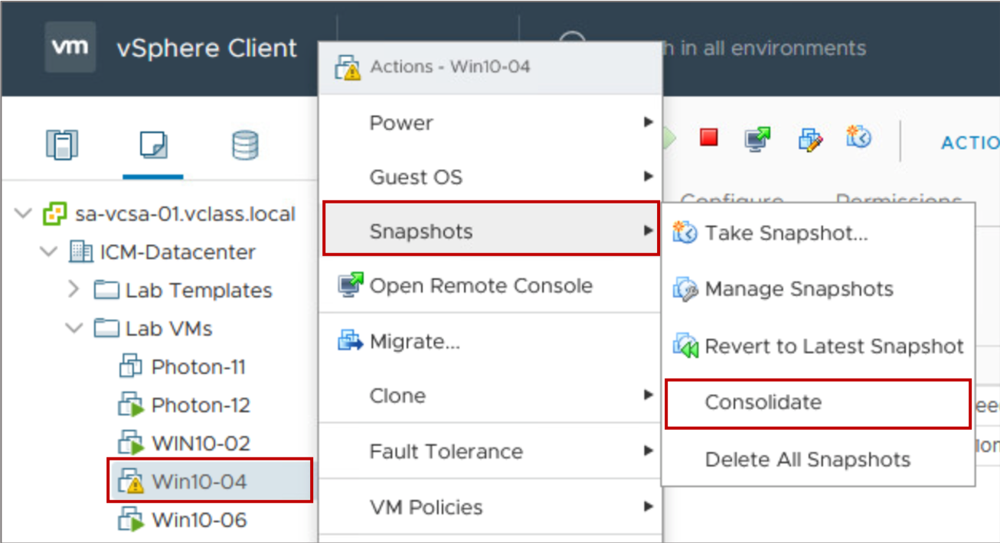 vm vSphere Client
h in all environments
Actions - Win10-04
Power
Guest OS
Snapshots
Open Remote Console
Migrate...
Clone
Fault Tolerance
VM Policies
ACTIO
Configure Permissions
Take Snapshot...
Manage Snapshots
Revert to Latest Snapshot
Consolidate
Delete All Snapshots
sa-vcsa-01.vclass.local
ICM-Datacenter
Lab Templates
Lab VMs
Photon-11
Photon-12
WIN10-02
Win10-04
Win10-06